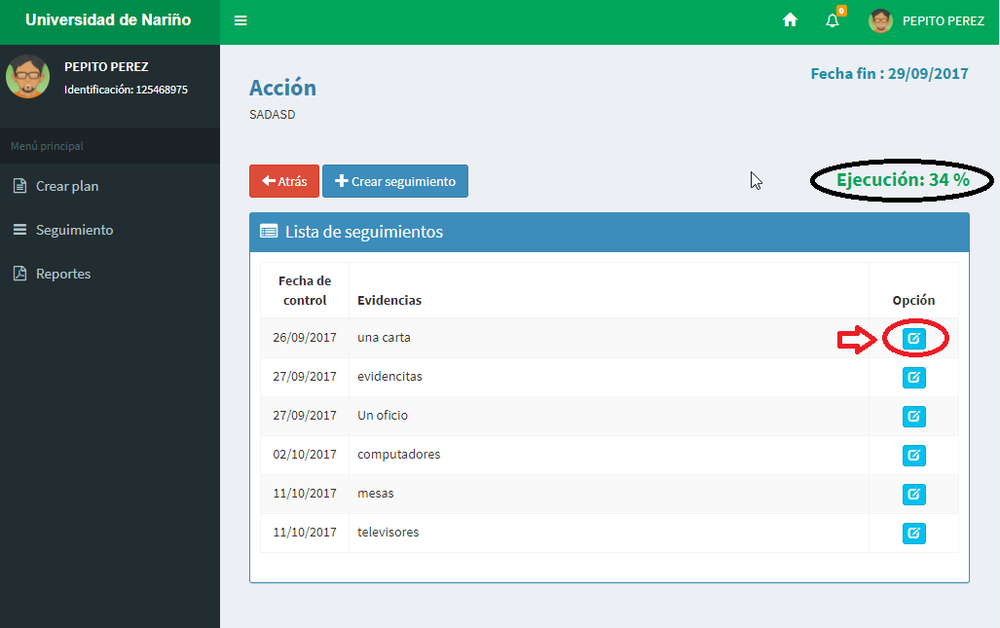 Universidad de Nariño
0
PEPITO PEREZ
PEPITO PEREZ
Identificación: 125468975
Menú principal
Crear plan
Seguimiento
Reportes
Fecha fin : 29/09/2017
Acción
SADASD
Atrás
Crear seguimiento
Ejecución: 34 %
Lista de seguimientos
Fecha de control Evidencias Opción
26/09/2017 una carta
27/09/2017 evidencitas
27/09/2017 Un oficio
02/10/2017 computadores
11/10/2017 mesas
11/10/2017 televisores